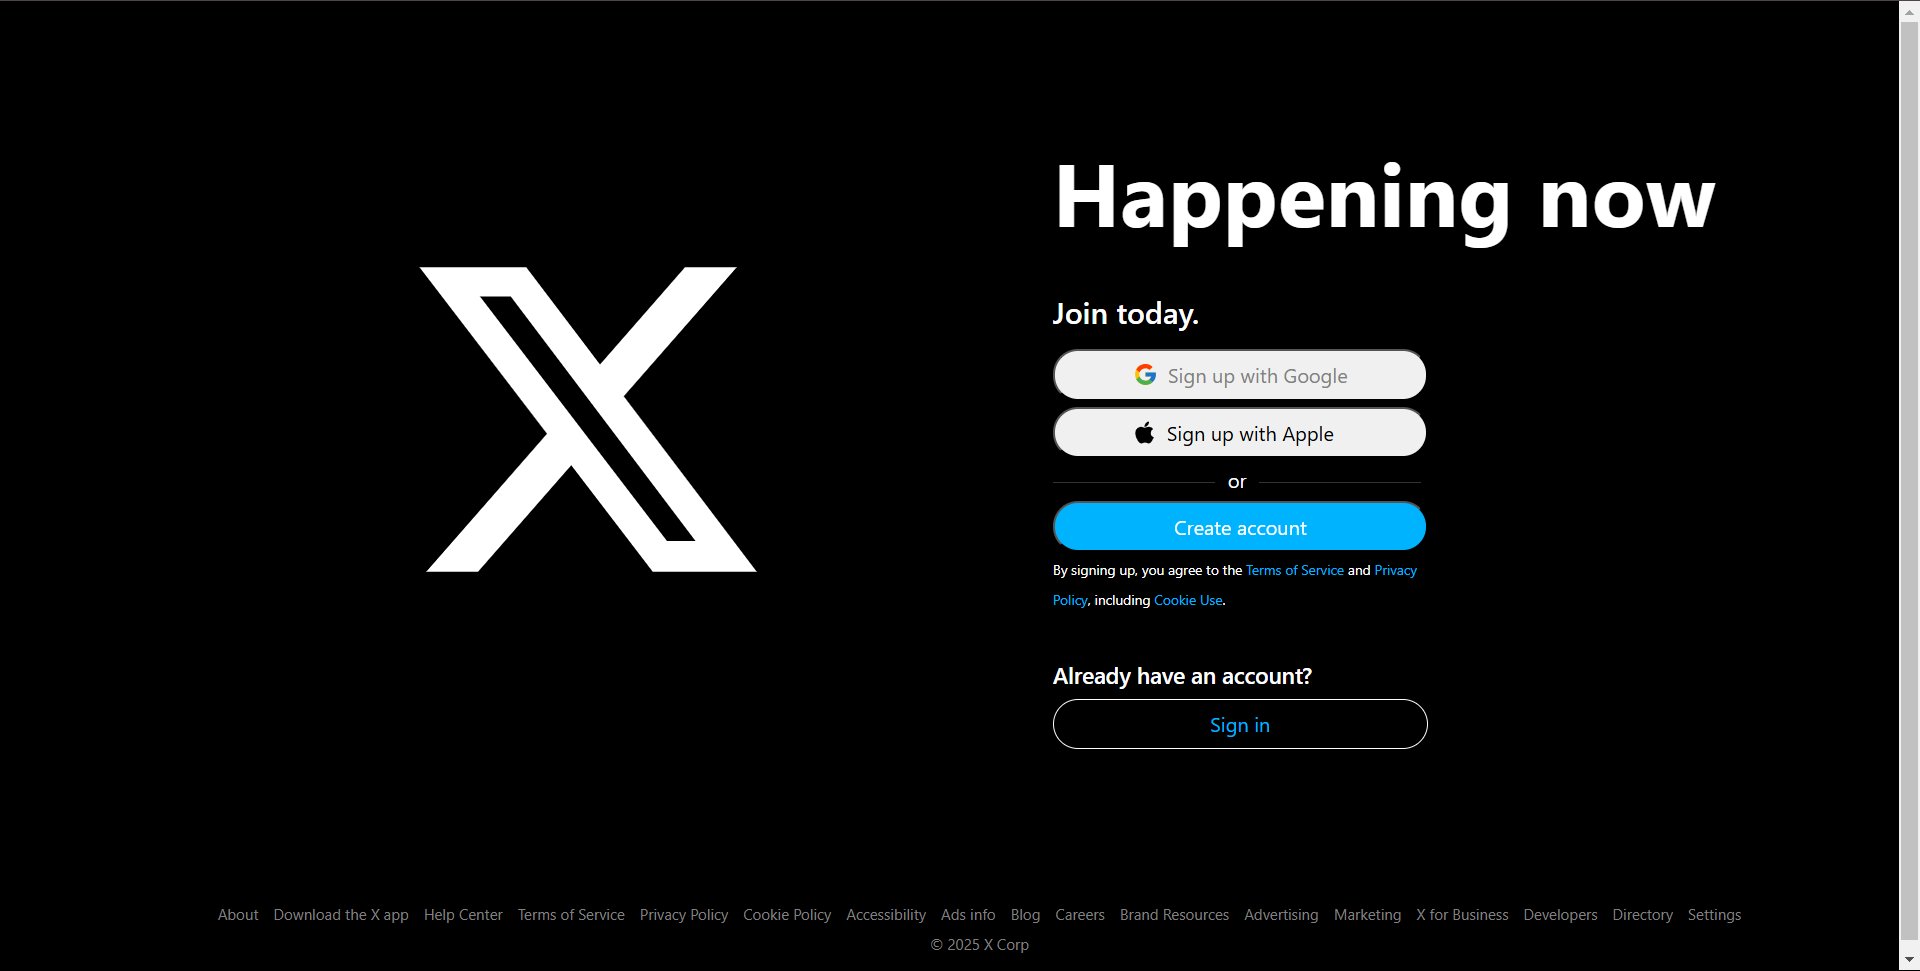 Happening now
Join today.
Sign up with Google
Sign up with Apple
or
Create account
By signing up, you agree to the Terms of Service and Privacy
Policy, including Cookie Use.
Already have an account?
Sign in
About Download the X app Help Center Terms of Service Privacy Policy Cookie Policy Accessibility Ads info Blog Careers Brand Resources Advertising Marketing X for Business Developers Directory Settings
© 2025 X Corp